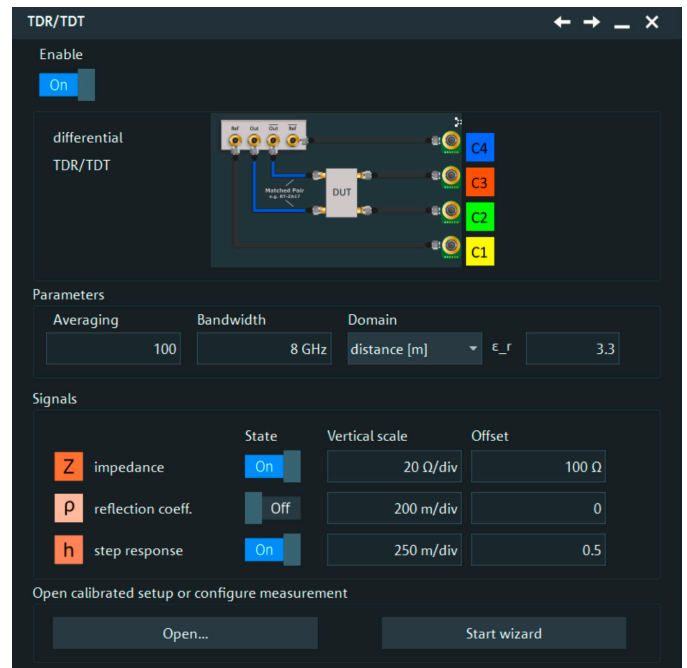 TDR/TDT
Enable
On
differential
TDR/TDT
Ref Out Out Ref
C4
C3
Matched Pair
e.g. RT-ZA17
DUT
C2
C1
Parameters
Averaging Bandwidth Domain
100 8 GHz distance [m] ε_r 3.3
Signals
State Vertical scale Offset
Z impedance On 20 Ω/div 100 Ω
ρ reflection coeff. Off 200 m/div 0
h step response On 250 m/div 0.5
Open calibrated setup or configure measurement
Open... Start wizard